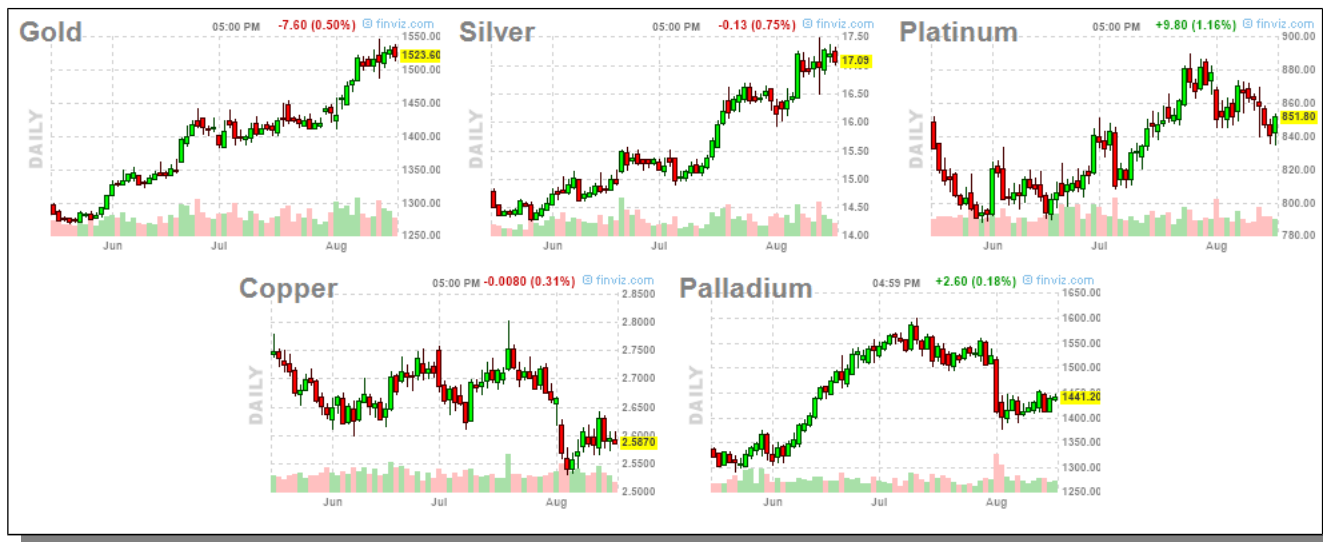 Gold 05:00 PM -7.60 (0.50%) © finviz.com
1550.00
1523.60
1500.00
1450.00
1400.00
1350.00
1300.00
1250.00
DAILY
Jun Jul Aug
Silver 05:00 PM -0.13 (0.75%) © finviz.com
17.50
17.09
16.50
16.00
15.50
15.00
14.50
14.00
DAILY
Jun Jul Aug
Platinum 05:00 PM +9.80 (1.16%) © finviz.com
900.00
880.00
860.00
851.80
840.00
820.00
800.00
780.00
DAILY
Jun Jul Aug
Copper 05:00 PM -0.0080 (0.31%) © finviz.com
2.8500
2.8000
2.7500
2.7000
2.6500
2.6000
2.5870
2.5500
2.5000
DAILY
Jun Jul Aug
Palladium 04:59 PM +2.60 (0.18%) © finviz.com
1650.00
1600.00
1550.00
1500.00
1441.20
1400.00
1350.00
1300.00
1250.00
DAILY
Jun Jul Aug